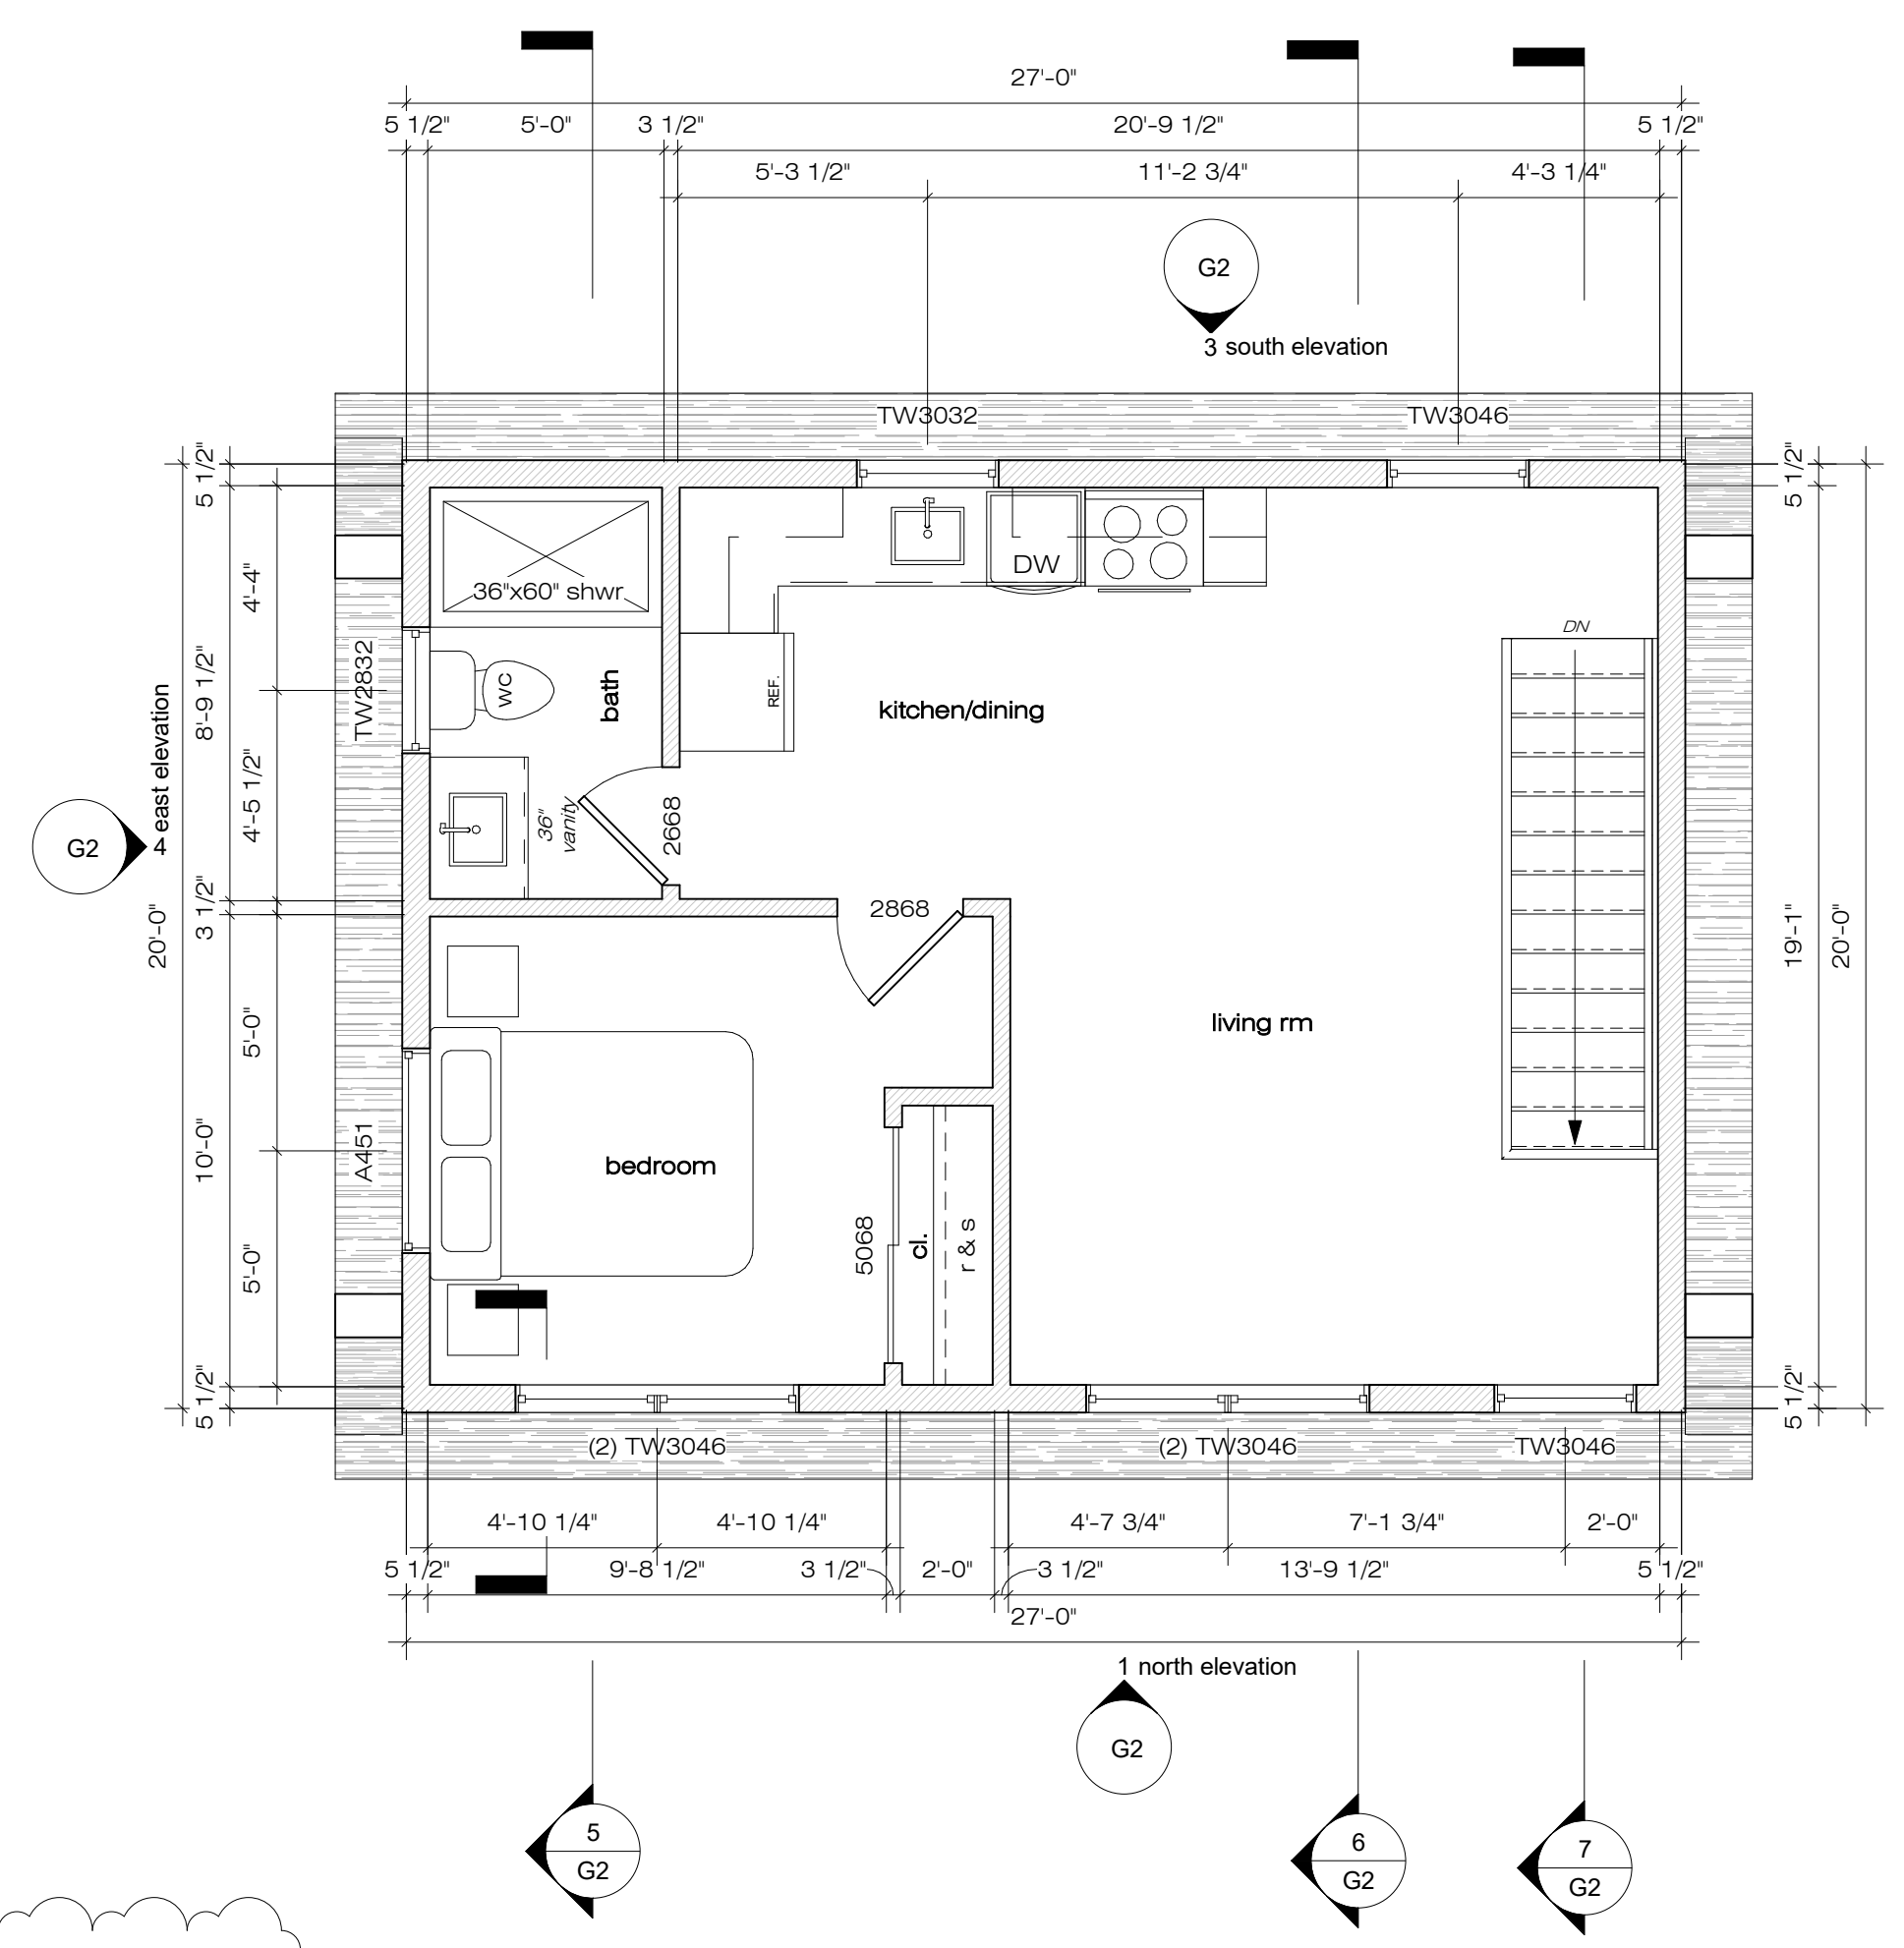 27'-0"
5 1/2" 5'-0" 3 1/2" 20'-9 1/2" 5 1/2"
5'-3 1/2" 11'-2 3/4" 4'-3 1/4"
G2
3 south elevation
TW3032 TW3046
5 1/2"
5 1/2"
4'-4"
8'-9 1/2"
TW2832
4'-5 1/2"
3 1/2"
20'-0"
5'-0"
10'-0"
A451
5'-0"
5 1/2"
G2
4 east elevation
36"x60" shwr
WC
bath
36"
vanity
2668
DW
REF.
kitchen/dining
DN
2868
living rm
bedroom
5068
cl.
r & s
19'-1"
20'-0"
5 1/2"
(2) TW3046 (2) TW3046 TW3046
4'-10 1/4" 4'-10 1/4" 4'-7 3/4" 7'-1 3/4" 2'-0"
5 1/2" 9'-8 1/2" 3 1/2" 2'-0" 3 1/2" 13'-9 1/2" 5 1/2"
27'-0"
1 north elevation
G2
5
G2
6
G2
7
G2